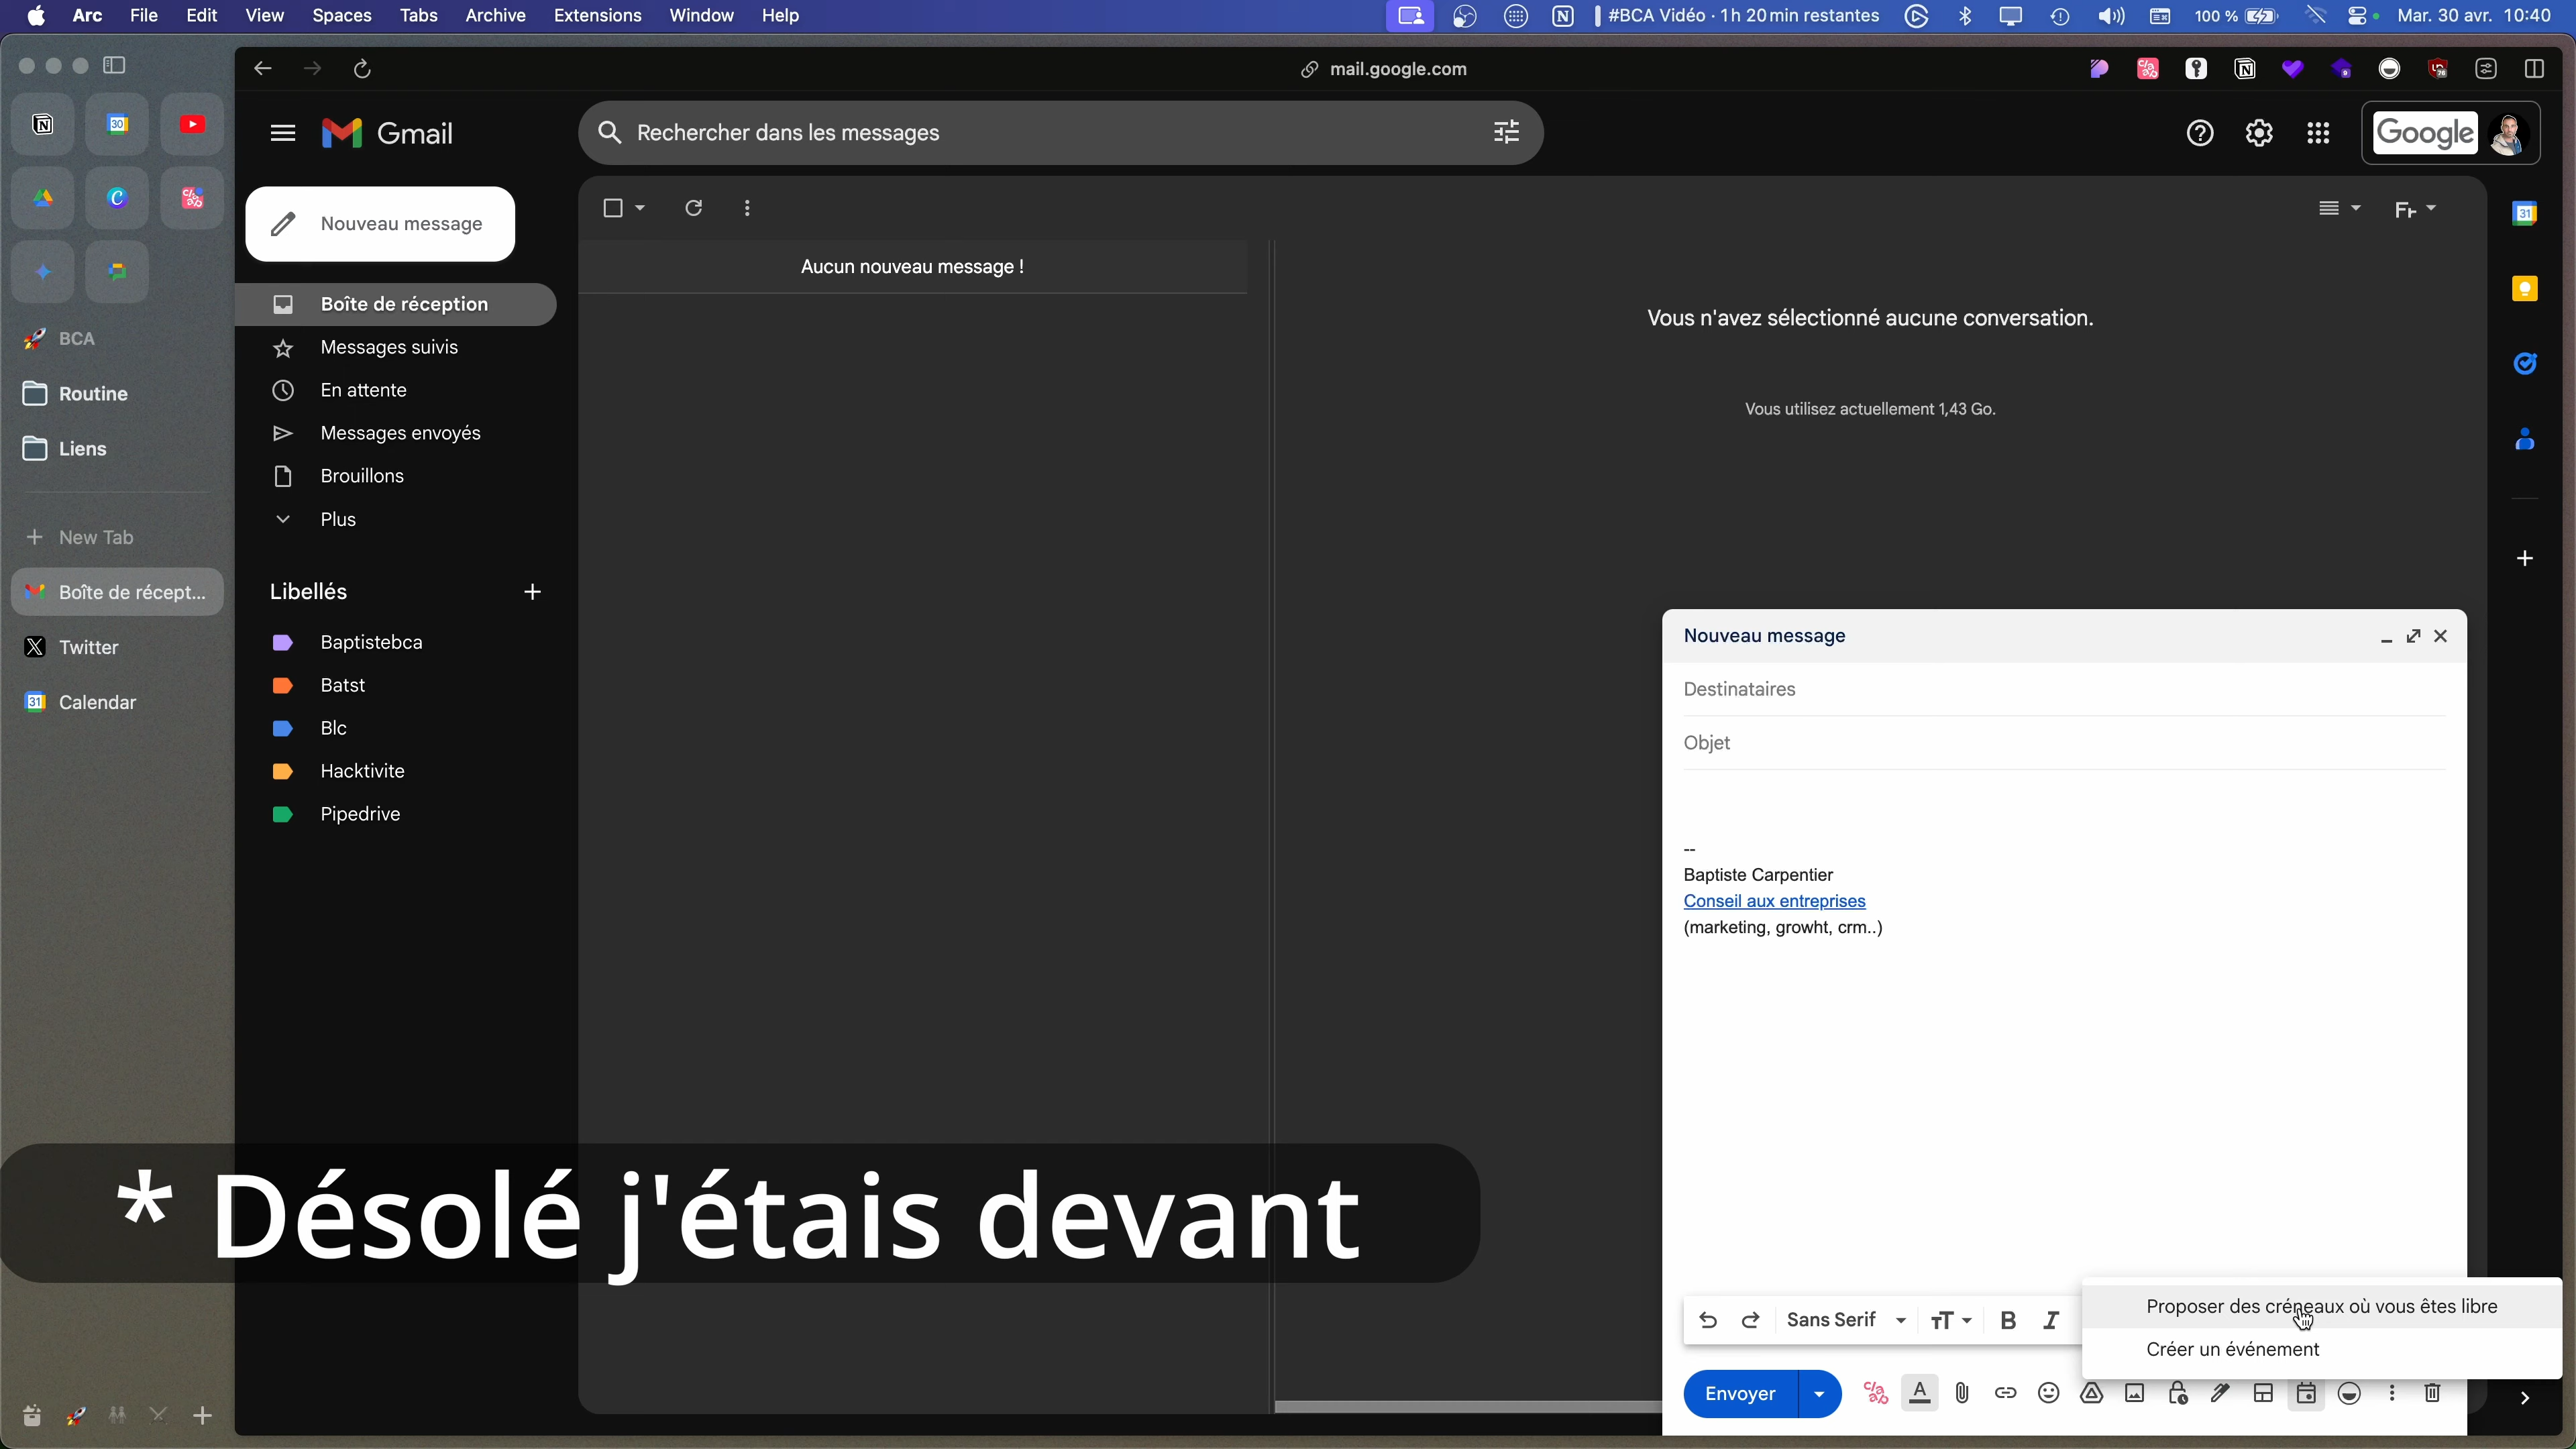 Arc File Edit View Spaces Tabs Archive Extensions Window Help
#BCA Vidéo · 1 h 20 min restantes 100 % Mar. 30 avr. 10:40
mail.google.com
Gmail
Rechercher dans les messages
Google
Nouveau message
Aucun nouveau message !
Boîte de réception
Messages suivis
En attente
Messages envoyés
Brouillons
Plus
Vous n'avez sélectionné aucune conversation.
Vous utilisez actuellement 1,43 Go.
BCA
Routine
Liens
New Tab
Boîte de récept...
Twitter
Calendar
Libellés
Baptistebca
Batst
Blc
Hacktivite
Pipedrive
Nouveau message
Destinataires
Objet
--
Baptiste Carpentier
Conseil aux entreprises
(marketing, growht, crm..)
* Désolé j'étais devant
Proposer des créneaux où vous êtes libre
Créer un événement
Sans Serif
Envoyer